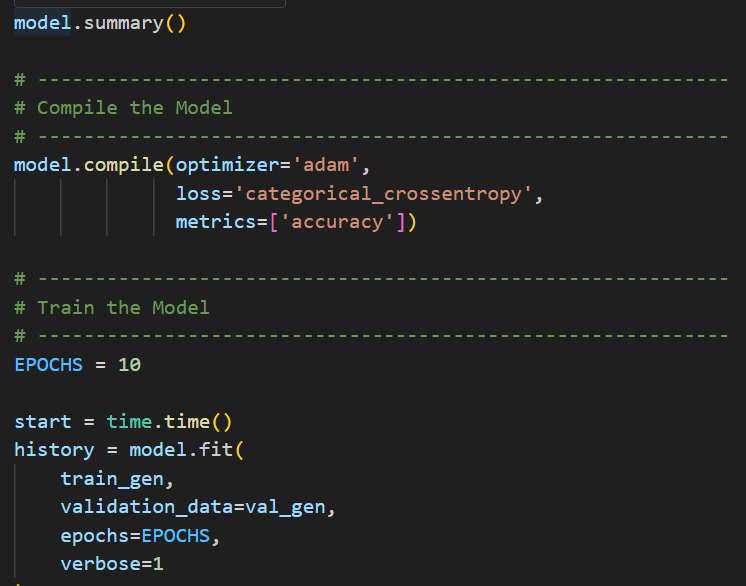 model.summary()
# ------------------------------------------------------------
# Compile the Model
# ------------------------------------------------------------
model.compile(optimizer='adam',
              loss='categorical_crossentropy',
              metrics=['accuracy'])
# ------------------------------------------------------------
# Train the Model
# ------------------------------------------------------------
EPOCHS = 10
start = time.time()
history = model.fit(
    train_gen,
    validation_data=val_gen,
    epochs=EPOCHS,
    verbose=1